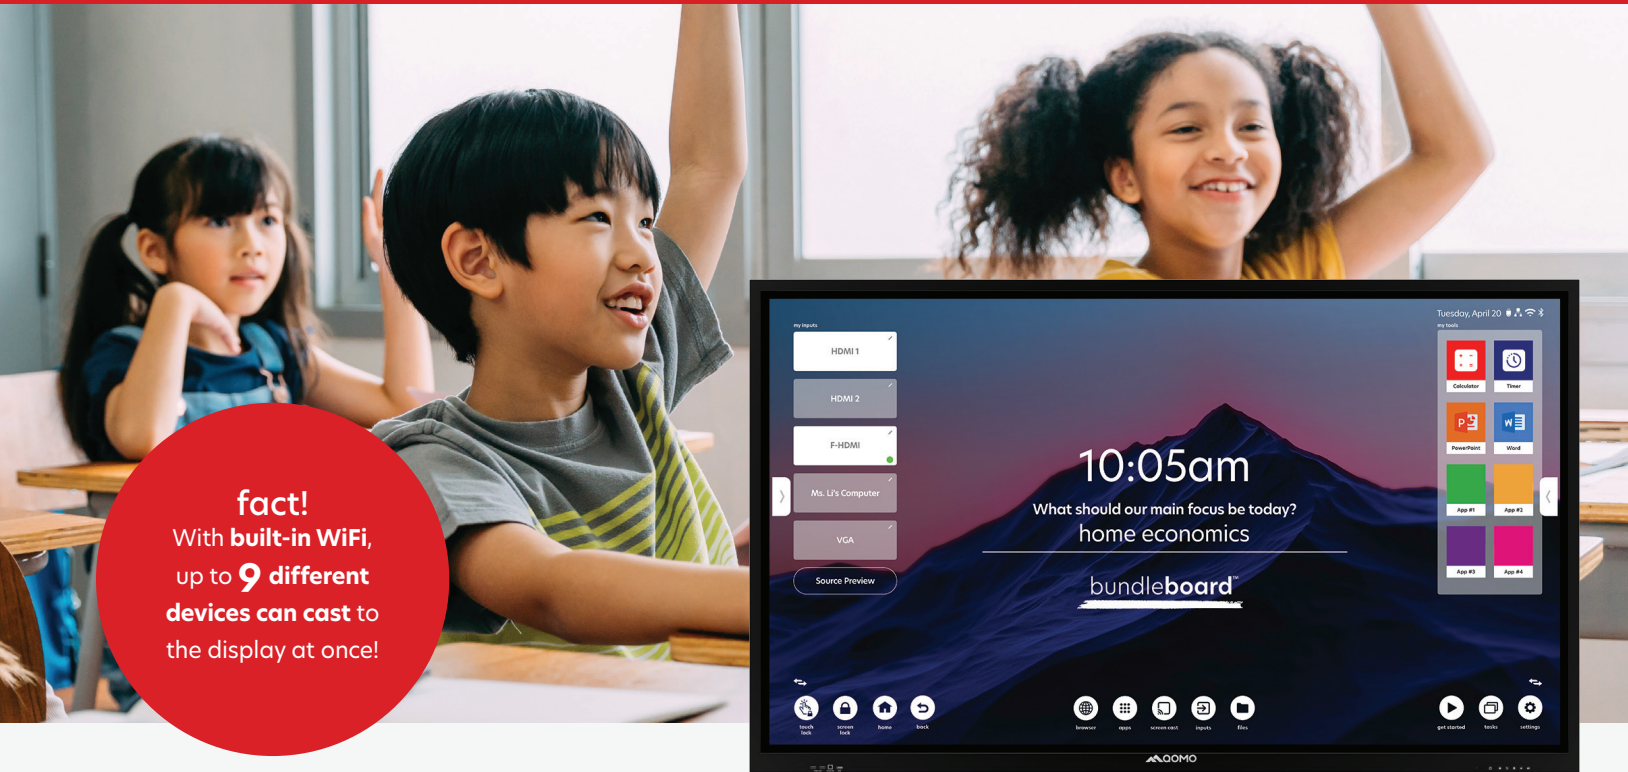 fact!
With built-in WiFi,
up to 9 different
devices can cast to
the display at once!
Tuesday, April 20
my inputs
my tools
HDMI 1
HDMI 2
F-HDMI
Ms. Li's Computer
VGA
Source Preview
10:05am
What should our main focus be today?
home economics
bundleboard™
Calculator
Timer
PowerPoint
Word
App #1
App #2
App #3
App #4
touch lock
screen lock
home
back
browser
apps
screen cast
inputs
files
get started
tasks
settings
QOMO